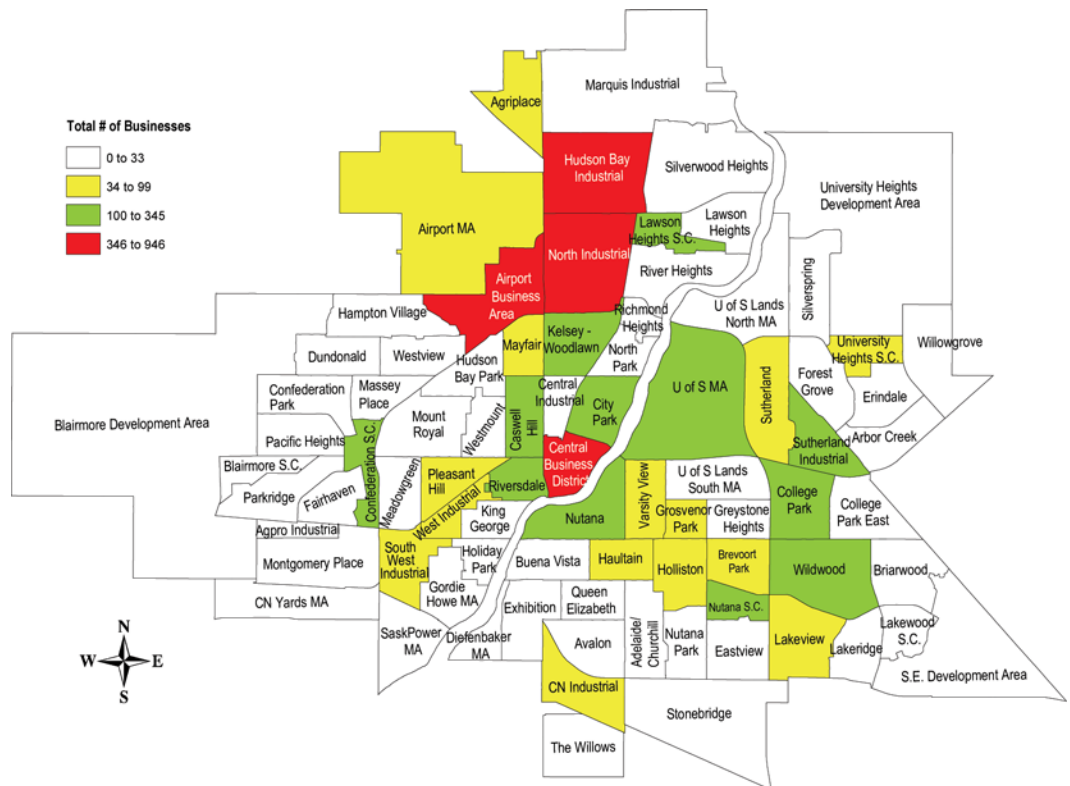 Marquis Industrial
Agriplace
Total # of Businesses
0 to 33
34 to 99
100 to 345
346 to 946
Hudson Bay
Industrial
Silverwood Heights
University Heights
Development Area
Airport MA
North Industrial
Lawson
Heights S.C.
Lawson
Heights
River Heights
Silverspring
Airport
Business
Area
Hampton Village
Richmond
Heights
U of S Lands
North MA
Kelsey -
Woodlawn
Mayfair
North
Park
University
Heights S.C.
Willowgrove
Dundonald
Westview
Hudson
Bay Park
Forest
Grove
U of S MA
Sutherland
Erindale
Confederation
Park
Massey
Place
Central
Industrial
City
Park
Caswell
Hill
Mount
Royal
Westmount
Blairmore Development Area
Pacific Heights
Confederation S.C.
Arbor Creek
Sutherland
Industrial
Central
Business
District
Blairmore S.C.
Parkridge
Fairhaven
Meadowgreen
Pleasant
Hill
West Industrial
Riversdale
U of S Lands
South MA
Varsity View
College
Park
College
Park East
King
George
Nutana
Grosvenor
Park
Greystone
Heights
Agpro Industrial
Montgomery Place
South
West
Industrial
Holiday
Park
Buena Vista
Haultain
Holliston
Brevoort Park
Wildwood
Briarwood
Gordie
Howe MA
CN Yards MA
Exhibition
Queen
Elizabeth
Nutana S.C.
SaskPower
MA
Diefenbaker
MA
Avalon
Adelaide/
Churchill
Nutana
Park
Eastview
Lakeview
Lakeridge
Lakewood
S.C.
S.E. Development Area
CN Industrial
Stonebridge
The Willows
N
W
E
S